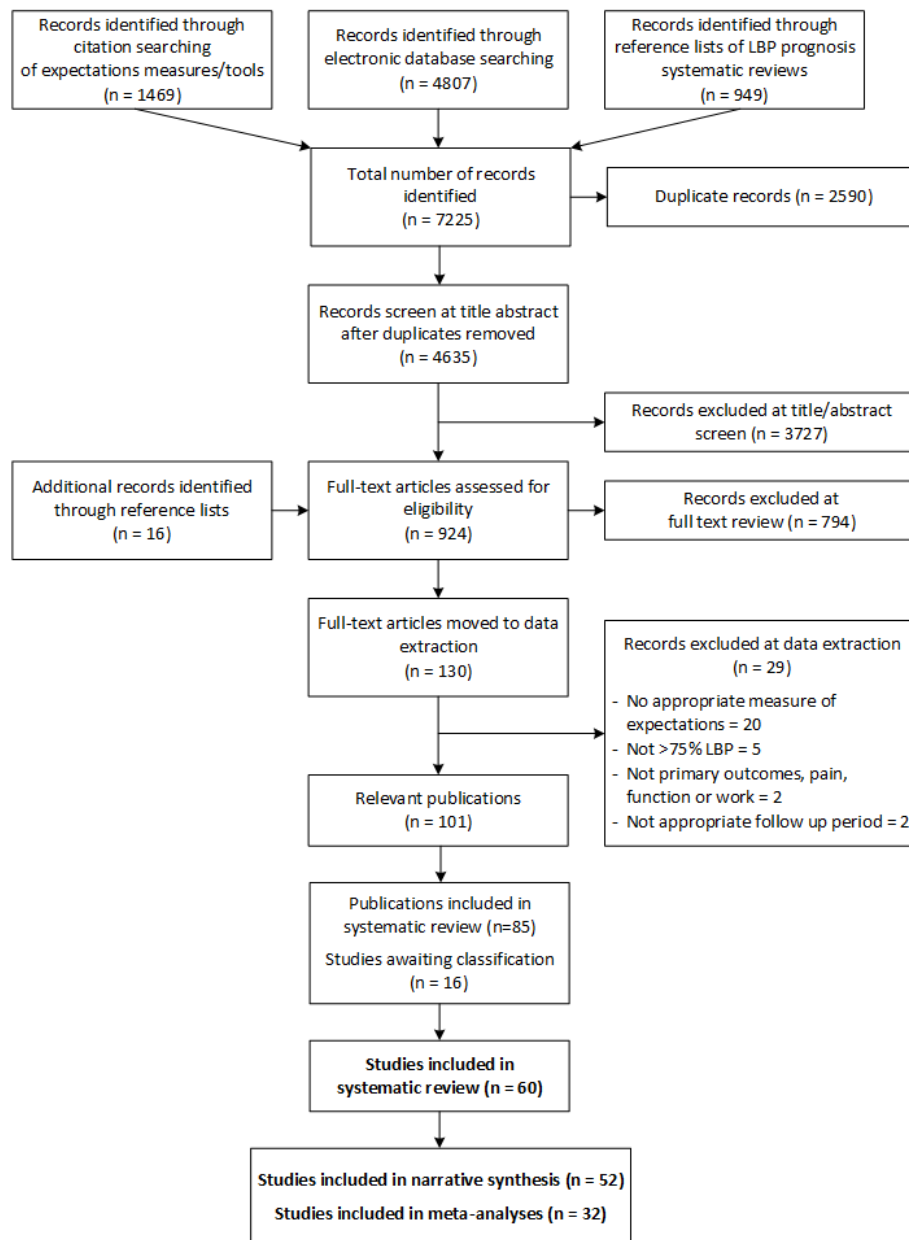 Records identified through
citation searching
of expectations measures/tools
(n = 1469)
Records identified through
electronic database searching
(n = 4807)
Records identified through
reference lists of LBP prognosis
systematic reviews
(n = 949)
Total number of records
identified
(n = 7225)
Duplicate records (n = 2590)
Records screen at title abstract
after duplicates removed
(n = 4635)
Records excluded at title/abstract
screen (n = 3727)
Additional records identified
through reference lists
(n = 16)
Full-text articles assessed for
eligibility
(n = 924)
Records excluded at
full text review (n = 794)
Full-text articles moved to data
extraction
(n = 130)
Records excluded at data extraction
(n = 29)
- No appropriate measure of
expectations = 20
- Not >75% LBP = 5
- Not primary outcomes, pain,
function or work = 2
- Not appropriate follow up period = 2
Relevant publications
(n = 101)
Publications included in
systematic review (n=85)
Studies awaiting classification
(n = 16)
Studies included in
systematic review (n = 60)
Studies included in narrative synthesis (n = 52)
Studies included in meta-analyses (n = 32)